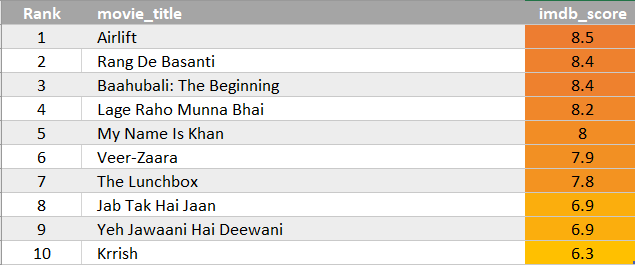 Rank movie_title imdb_score
1 Airlift 8.5
2 Rang De Basanti 8.4
3 Baahubali: The Beginning 8.4
4 Lage Raho Munna Bhai 8.2
5 My Name Is Khan 8
6 Veer-Zaara 7.9
7 The Lunchbox 7.8
8 Jab Tak Hai Jaan 6.9
9 Yeh Jawaani Hai Deewani 6.9
10 Krrish 6.3